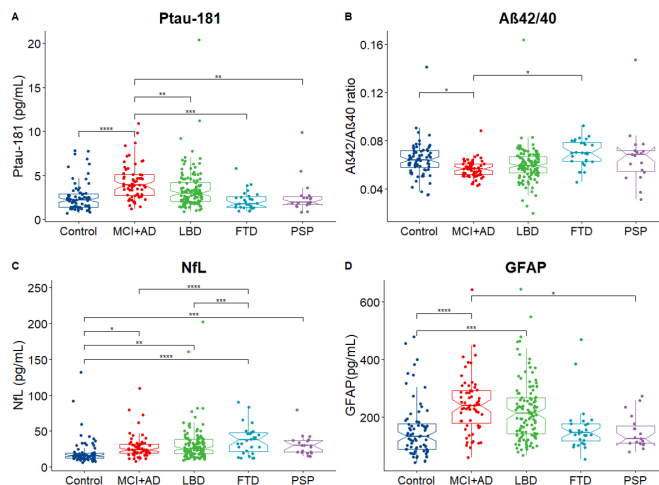 A
Ptau-181
Ptau-181 (pg/mL)
20
15
10
5
0
**
**
***
****
Control MCI+AD LBD FTD PSP
B
Aß42/40
Aß42/Aß40 ratio
0.16
0.12
0.08
0.04
*
*
Control MCI+AD LBD FTD PSP
C
NfL
NfL (pg/mL)
250
200
150
100
50
0
****
***
***
*
**
****
Control MCI+AD LBD FTD PSP
D
GFAP
GFAP(pg/mL)
600
400
200
0
****
*
***
Control MCI+AD LBD FTD PSP